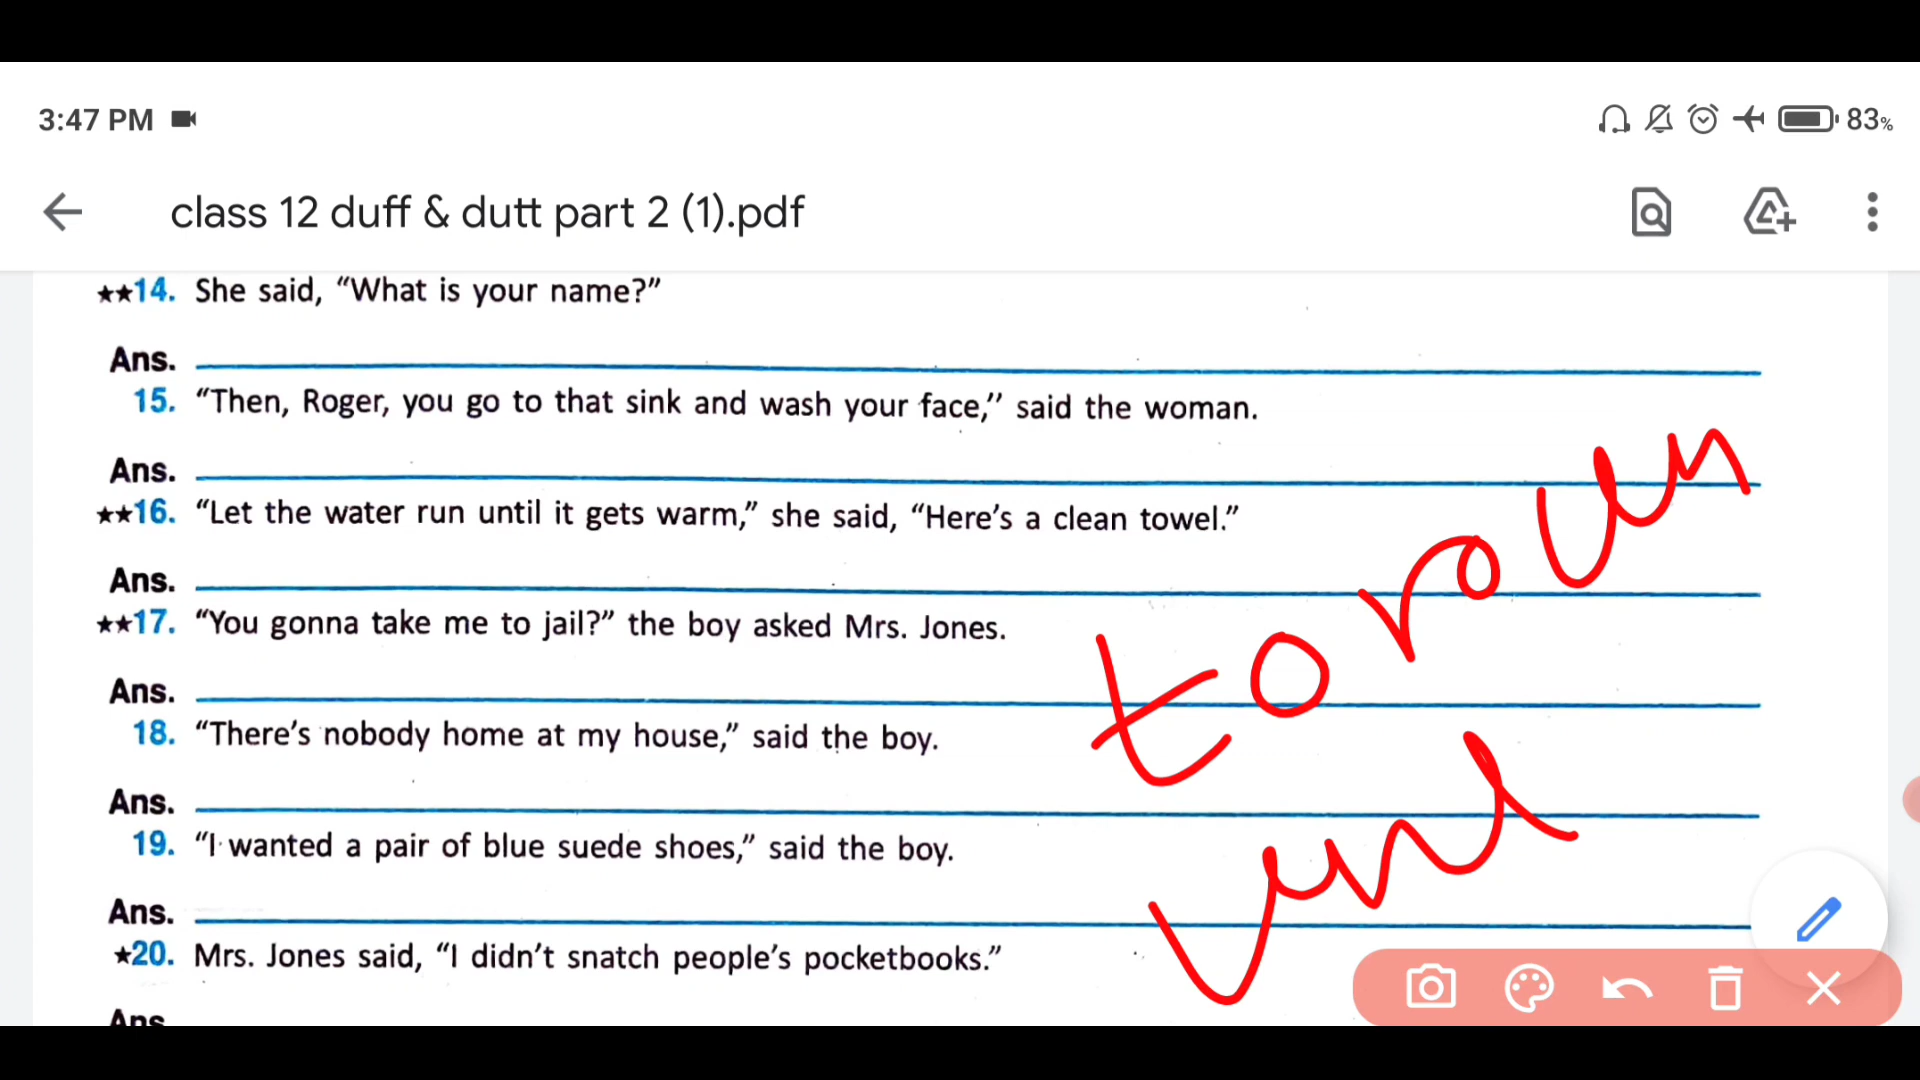 3:47 PM 83%
class 12 duff & dutt part 2 (1).pdf
★★14. She said, “What is your name?”
Ans.
15. “Then, Roger, you go to that sink and wash your face,” said the woman.
Ans.
★★16. “Let the water run until it gets warm,” she said, “Here’s a clean towel.”
Ans.
★★17. “You gonna take me to jail?” the boy asked Mrs. Jones.
Ans.
18. “There’s nobody home at my house,” said the boy.
Ans.
19. “I wanted a pair of blue suede shoes,” said the boy.
Ans.
★20. Mrs. Jones said, “I didn’t snatch people’s pocketbooks.”
Ans